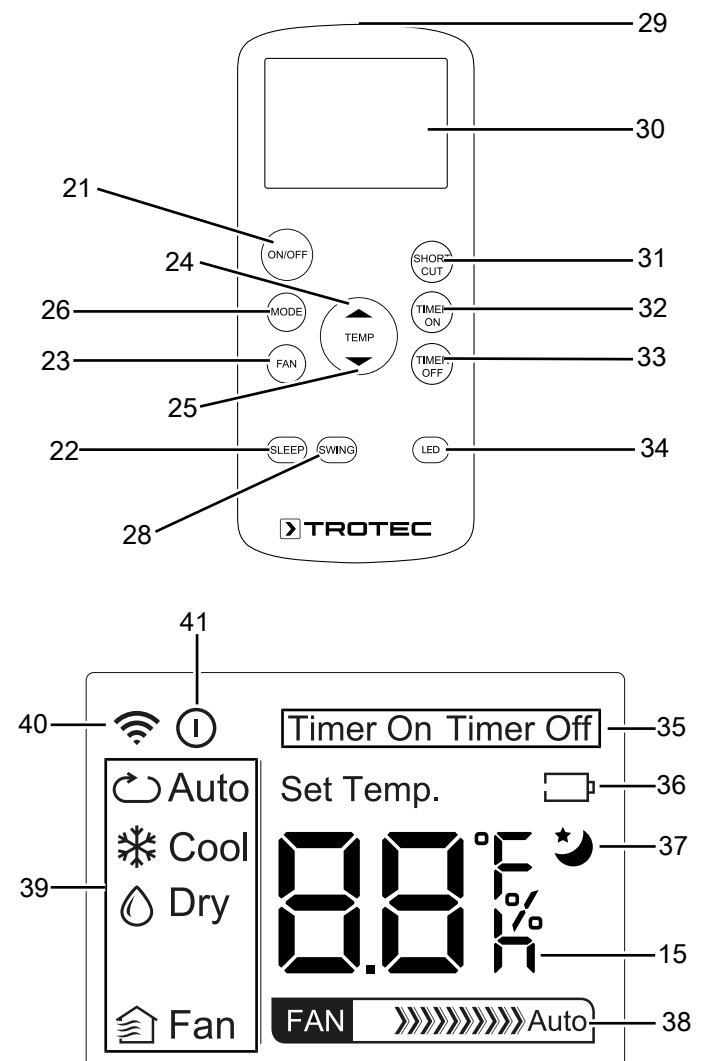 29
30
21
ON/OFF
24
SHORT
CUT
31
26
MODE
TIMER
ON
32
TEMP
23
FAN
TIMER
OFF
33
25
22
SLEEP
SWING
LED
34
28
TROTEC
41
40
Timer On Timer Off
35
Auto
Set Temp.
36
Cool
8.8
°F
37
39
Dry
%
h
15
Fan
FAN
Auto
38